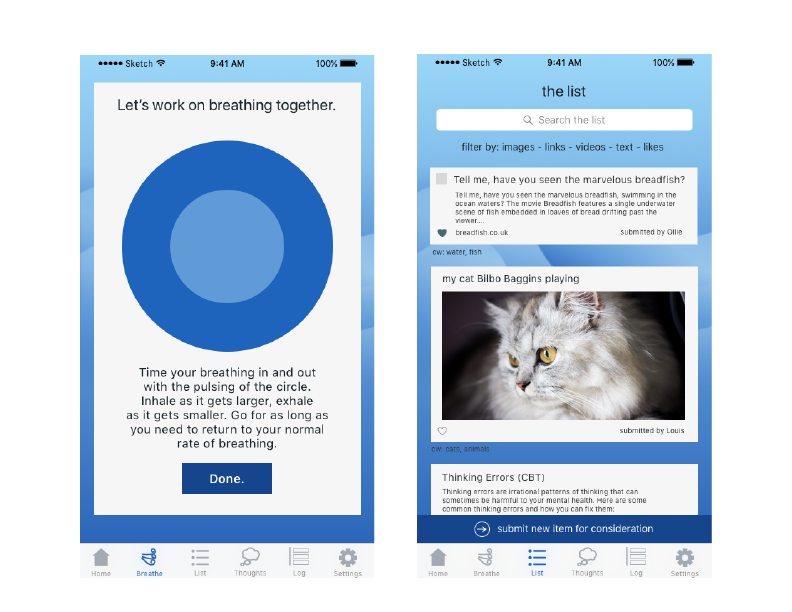 Sketch 9:41 AM 100%
Let's work on breathing together.
Time your breathing in and out
with the pulsing of the circle.
Inhale as it gets larger, exhale
as it gets smaller. Go for as long as
you need to return to your normal
rate of breathing.
Done.
Home Breathe List Thoughts Log Settings
Sketch 9:41 AM 100%
the list
Search the list
filter by: images - links - videos - text - likes
Tell me, have you seen the marvelous breadfish?
Tell me, have you seen the marvelous breadfish, swimming in the
ocean waters? The movie Breadfish features a single underwater
scene of fish embedded in loaves of bread drifting past the
viewer....
breadfish.co.uk submitted by Ollie
cw: water, fish
my cat Bilbo Baggins playing
submitted by Louis
cw: cats, animals
Thinking Errors (CBT)
Thinking errors are irrational patterns of thinking that can
sometimes be harmful to your mental health. Here are some
common thinking errors and how you can fix them:
submit new item for consideration
Home Breathe List Thoughts Log Settings